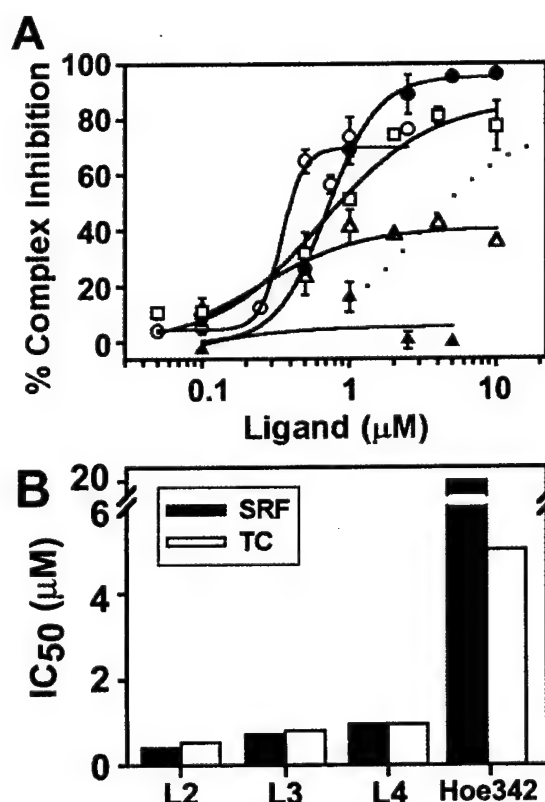 A
% Complex Inhibition
100
80
60
40
20
0
0.1
1
10
Ligand (µM)
B
IC50 (µM)
20
6
4
2
0
SRF
TC
L2
L3
L4
Hoe342